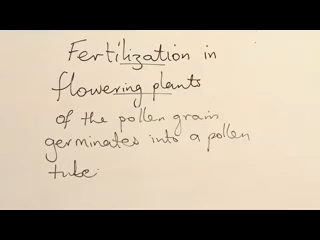 Fertilization in
flowering plants
of the pollen grain
germinates into a pollen
tube.